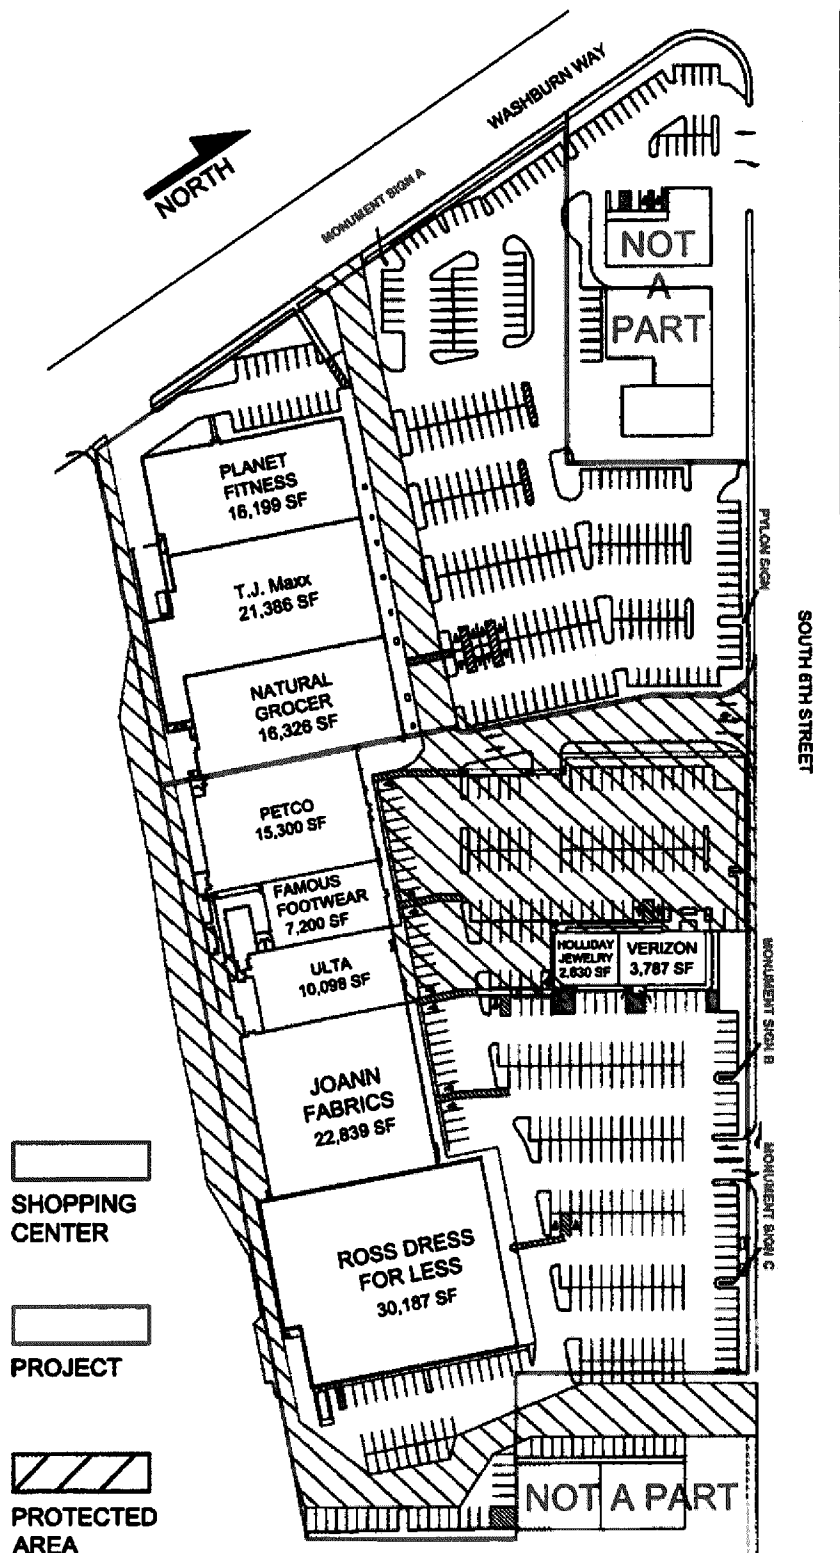 WASHBURN WAY
NORTH
MONUMENT SIGN A
NOT
A
PART
PLANET
FITNESS
16,199 SF
T.J. Maxx
21,386 SF
NATURAL
GROCER
16,326 SF
PYLON SIGN
SOUTH 6TH STREET
PETCO
15,300 SF
FAMOUS
FOOTWEAR
7,200 SF
ULTA
10,098 SF
HOLLIDAY
JEWELRY
2,630 SF
VERIZON
3,787 SF
MONUMENT SIGN B
JOANN
FABRICS
22,839 SF
MONUMENT SIGN C
ROSS DRESS
FOR LESS
30,187 SF
SHOPPING
CENTER
PROJECT
PROTECTED
AREA
NOT A PART